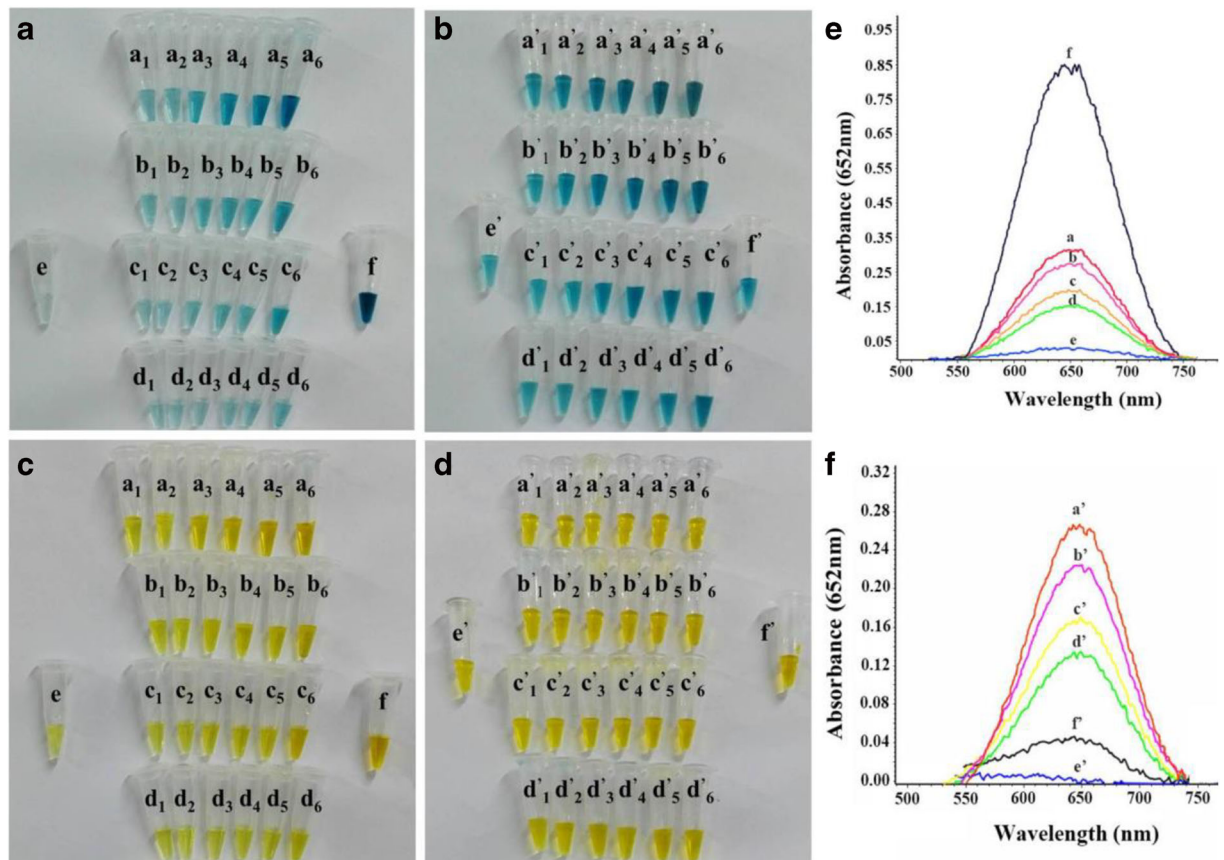 a
a1 a2 a3 a4 a5 a6
b1 b2 b3 b4 b5 b6
e
c1 c2 c3 c4 c5 c6
f
d1 d2 d3 d4 d5 d6
b
a'1 a'2 a'3 a'4 a'5 a'6
b'1 b'2 b'3 b'4 b'5 b'6
e'
c'1 c'2 c'3 c'4 c'5 c'6
f'
d'1 d'2 d'3 d'4 d'5 d'6
e
Absorbance (652nm)
0.85
0.75
0.65
0.55
0.45
0.35
0.25
0.15
0.05
f
a
b
c
d
e
500 550 600 650 700 750
Wavelength (nm)
c
a1 a2 a3 a4 a5 a6
b1 b2 b3 b4 b5 b6
e
c1 c2 c3 c4 c5 c6
f
d1 d2 d3 d4 d5 d6
d
a'1 a'2 a'3 a'4 a'5 a'6
b'1 b'2 b'3 b'4 b'5 b'6
e'
f'
c'1 c'2 c'3 c'4 c'5 c'6
d'1 d'2 d'3 d'4 d'5 d'6
f
Absorbance (652nm)
0.32
0.28
0.24
0.20
0.16
0.12
0.08
0.04
0.00
a'
b'
c'
d'
f'
e'
500 550 600 650 700 750
Wavelength (nm)